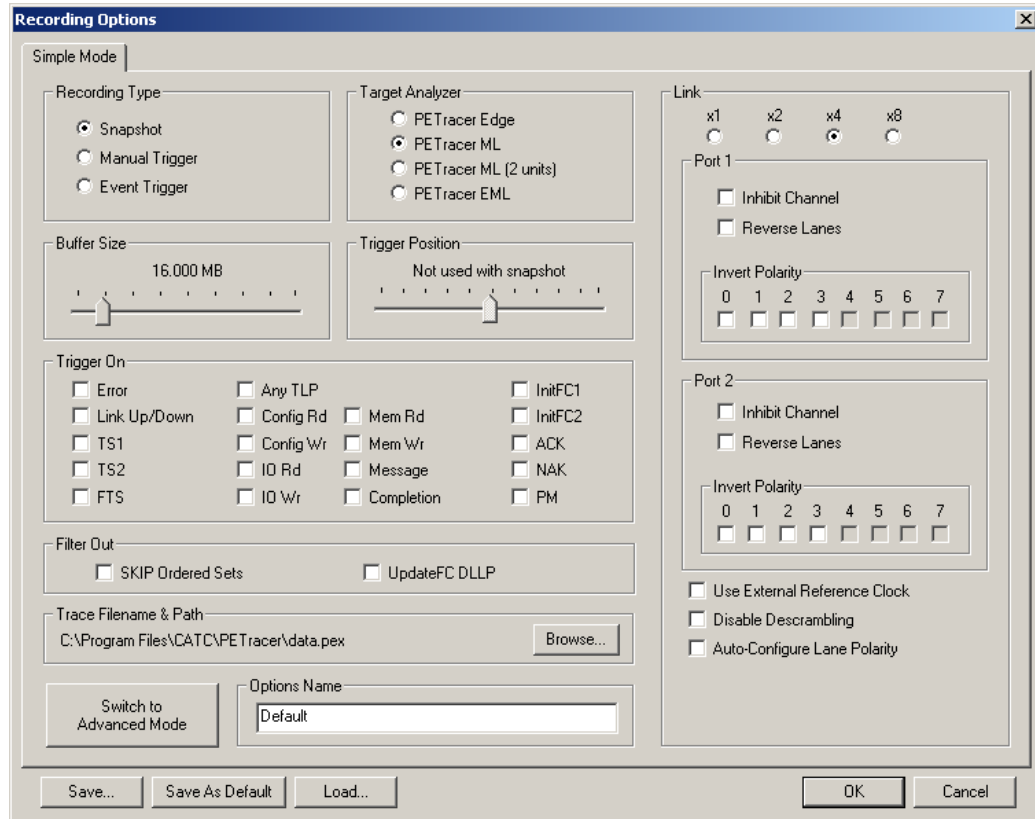 Recording Options
Simple Mode
Recording Type
Snapshot
Manual Trigger
Event Trigger
Target Analyzer
PETracer Edge
PETracer ML
PETracer ML (2 units)
PETracer EML
Buffer Size
16.000 MB
Trigger Position
Not used with snapshot
Trigger On
Error
Link Up/Down
TS1
TS2
FTS
Any TLP
Config Rd
Config Wr
IO Rd
IO Wr
Mem Rd
Mem Wr
Message
Completion
InitFC1
InitFC2
ACK
NAK
PM
Filter Out
SKIP Ordered Sets
UpdateFC DLLP
Trace Filename & Path
C:\Program Files\CATC\PETracer\data.pex
Browse...
Switch to
Advanced Mode
Options Name
Default
Link
x1 x2 x4 x8
Port 1
Inhibit Channel
Reverse Lanes
Invert Polarity
0 1 2 3 4 5 6 7
Port 2
Inhibit Channel
Reverse Lanes
Invert Polarity
0 1 2 3 4 5 6 7
Use External Reference Clock
Disable Descrambling
Auto-Configure Lane Polarity
Save...
Save As Default
Load...
OK
Cancel